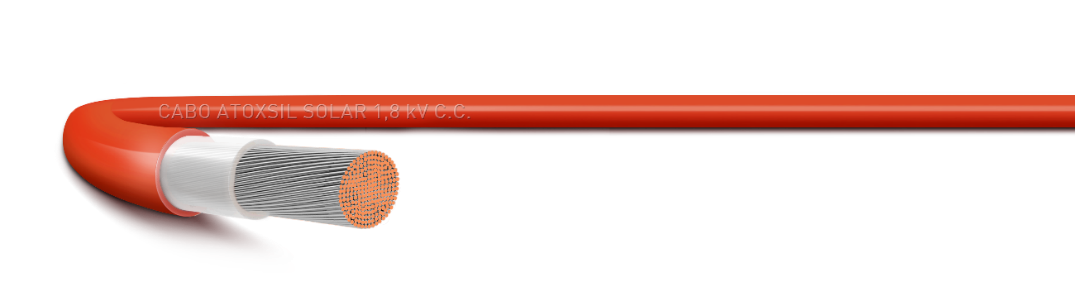 CABO ATOXSIL SOLAR 1,8 kV C.C.